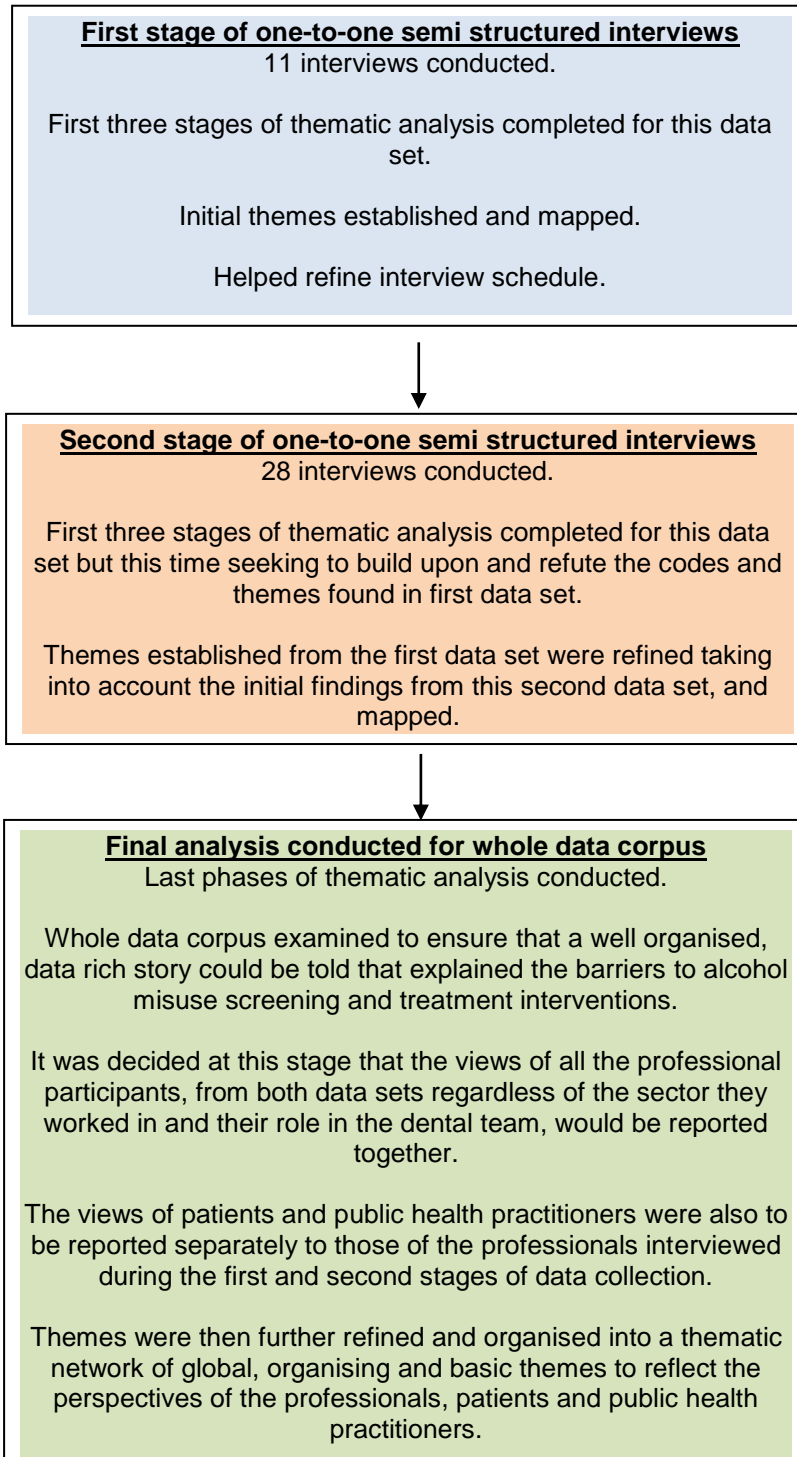 First stage of one-to-one semi structured interviews
11 interviews conducted.
First three stages of thematic analysis completed for this data
set.
Initial themes established and mapped.
Helped refine interview schedule.
Second stage of one-to-one semi structured interviews
28 interviews conducted.
First three stages of thematic analysis completed for this data
set but this time seeking to build upon and refute the codes and
themes found in first data set.
Themes established from the first data set were refined taking
into account the initial findings from this second data set, and
mapped.
Final analysis conducted for whole data corpus
Last phases of thematic analysis conducted.
Whole data corpus examined to ensure that a well organised,
data rich story could be told that explained the barriers to alcohol
misuse screening and treatment interventions.
It was decided at this stage that the views of all the professional
participants, from both data sets regardless of the sector they
worked in and their role in the dental team, would be reported
together.
The views of patients and public health practitioners were also to
be reported separately to those of the professionals interviewed
during the first and second stages of data collection.
Themes were then further refined and organised into a thematic
network of global, organising and basic themes to reflect the
perspectives of the professionals, patients and public health
practitioners.